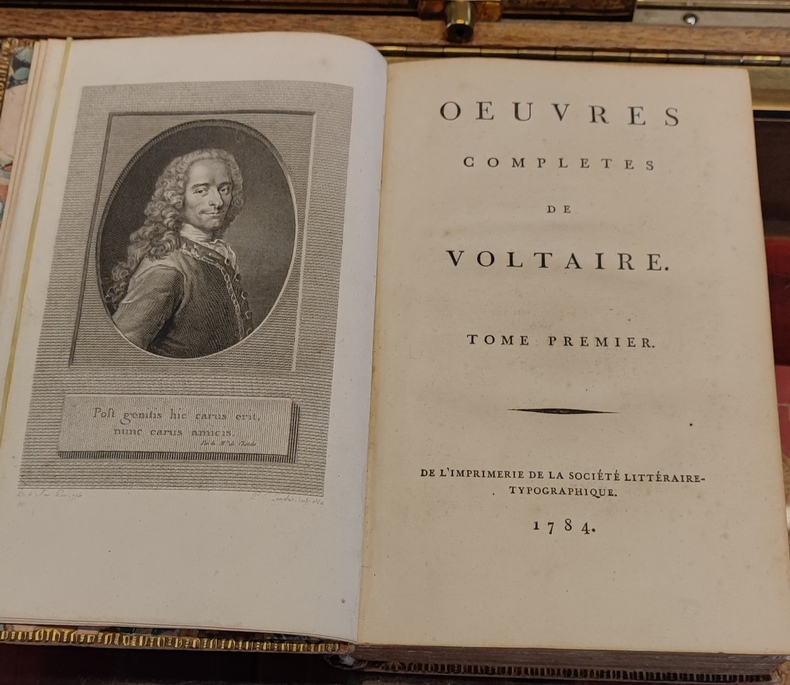 Poſt genitis hic carus erit,
nunc carus amicis.
OEUVRES
COMPLETES
DE
VOLTAIRE.
TOME PREMIER.
DE L'IMPRIMERIE DE LA SOCIÉTÉ LITTÉRAIRE-
TYPOGRAPHIQUE.
1784.